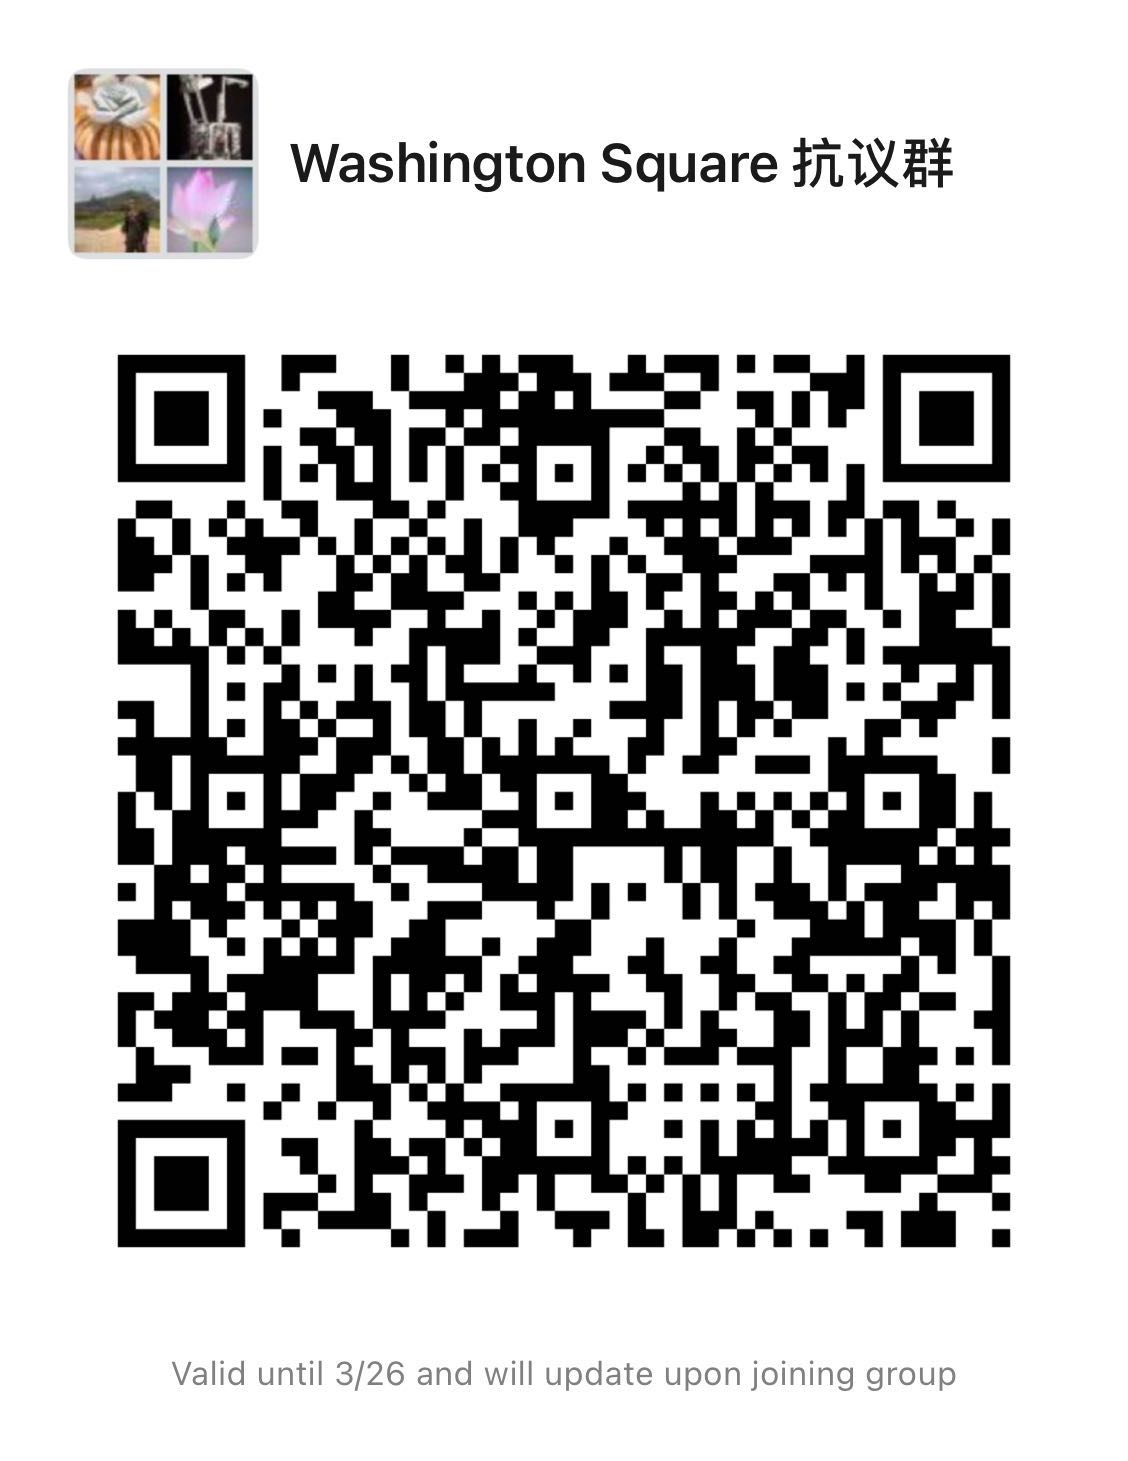 Washington Square 抗议群
Valid until 3/26 and will update upon joining group